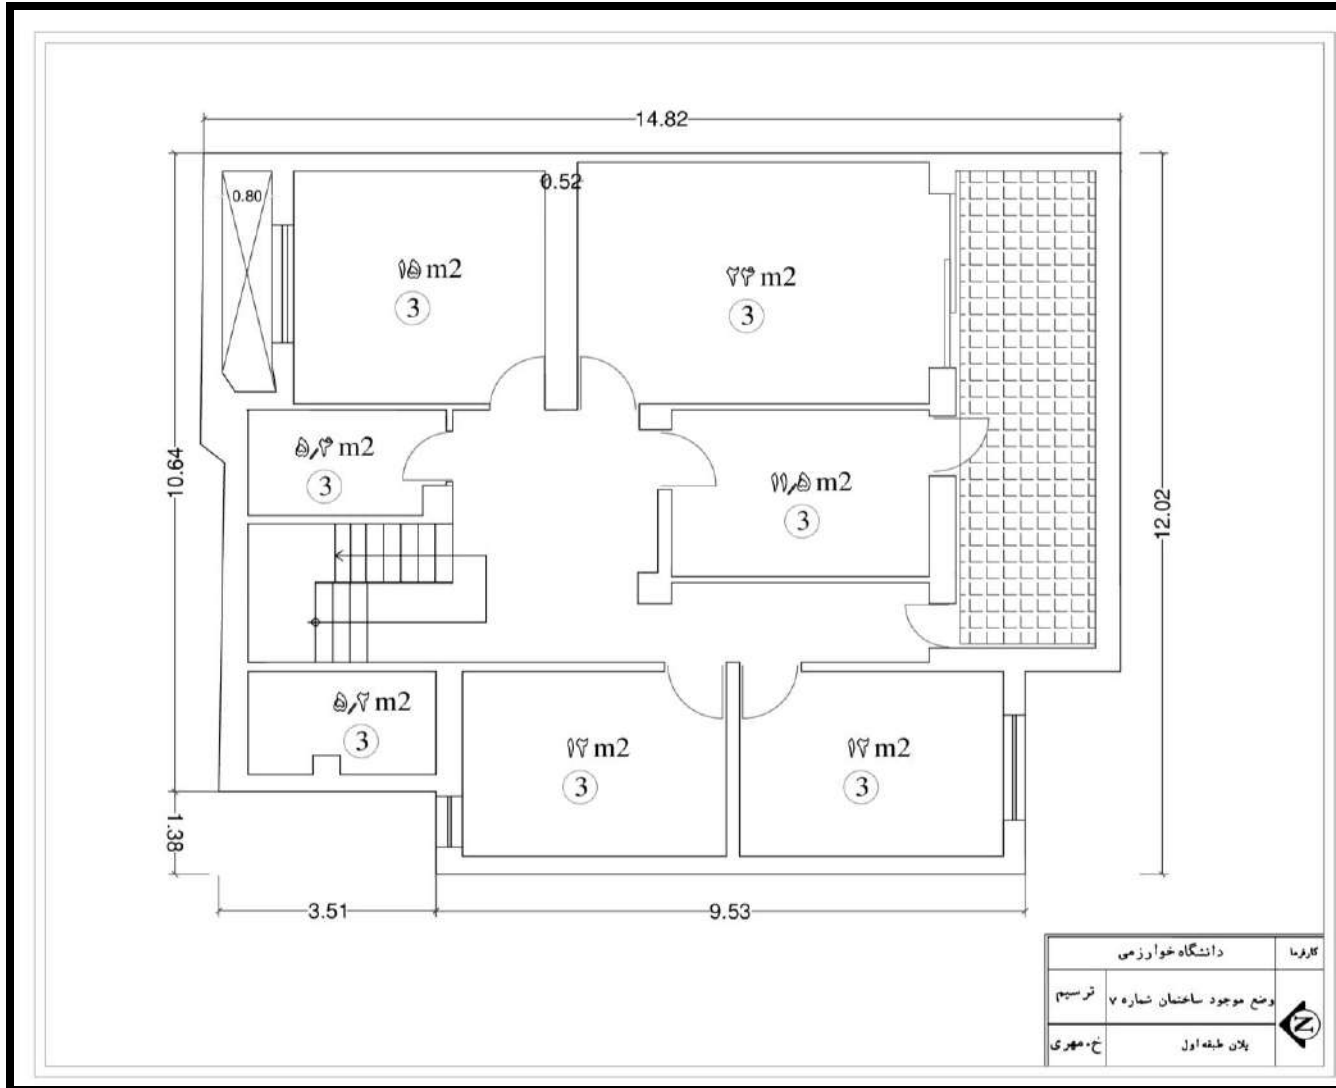 14.82
0.80
0.52
۱۵ m2
3
۲۴ m2
3
10.64
۵٫۴ m2
3
۱۱٫۵ m2
3
12.02
۵٫۲ m2
3
۱۲ m2
3
۱۲ m2
3
1.38
3.51
9.53
کارفرما دانشگاه خوارزمی
وضع موجود ساختمان شماره ۷ ترسیم
N
پلان طبقه اول خ.مهری